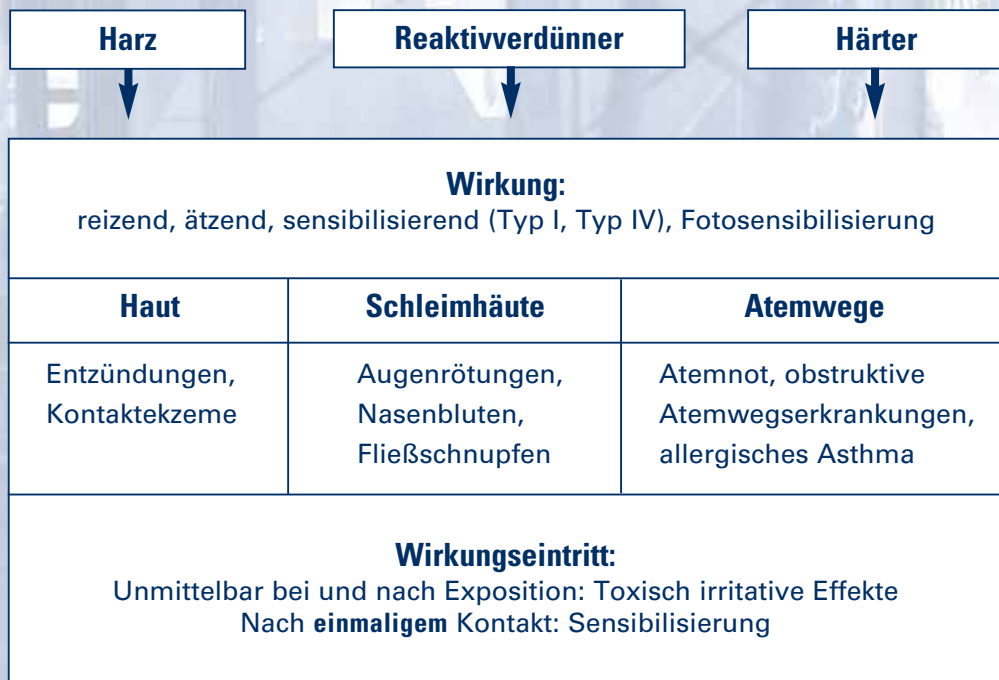 Harz
Reaktivverdünner
Härter
Wirkung:
reizend, ätzend, sensibilisierend (Typ I, Typ IV), Fotosensibilisierung
Haut
Schleimhäute
Atemwege
Entzündungen,
Kontaktekzeme
Augenrötungen,
Nasenbluten,
Fließschnupfen
Atemnot, obstruktive
Atemwegserkrankungen,
allergisches Asthma
Wirkungseintritt:
Unmittelbar bei und nach Exposition: Toxisch irritative Effekte
Nach einmaligem Kontakt: Sensibilisierung